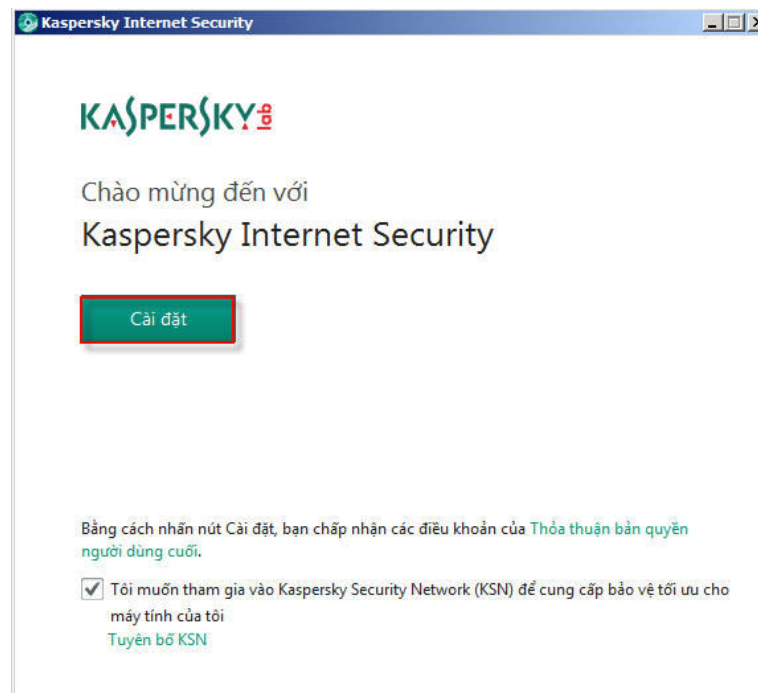 Kaspersky Internet Security
KASPERSKY lab
Chào mừng đến với
Kaspersky Internet Security
Cài đặt
Bằng cách nhấn nút Cài đặt, bạn chấp nhận các điều khoản của Thỏa thuận bản quyền
người dùng cuối.
Tôi muốn tham gia vào Kaspersky Security Network (KSN) để cung cấp bảo vệ tối ưu cho
máy tính của tôi
Tuyên bố KSN